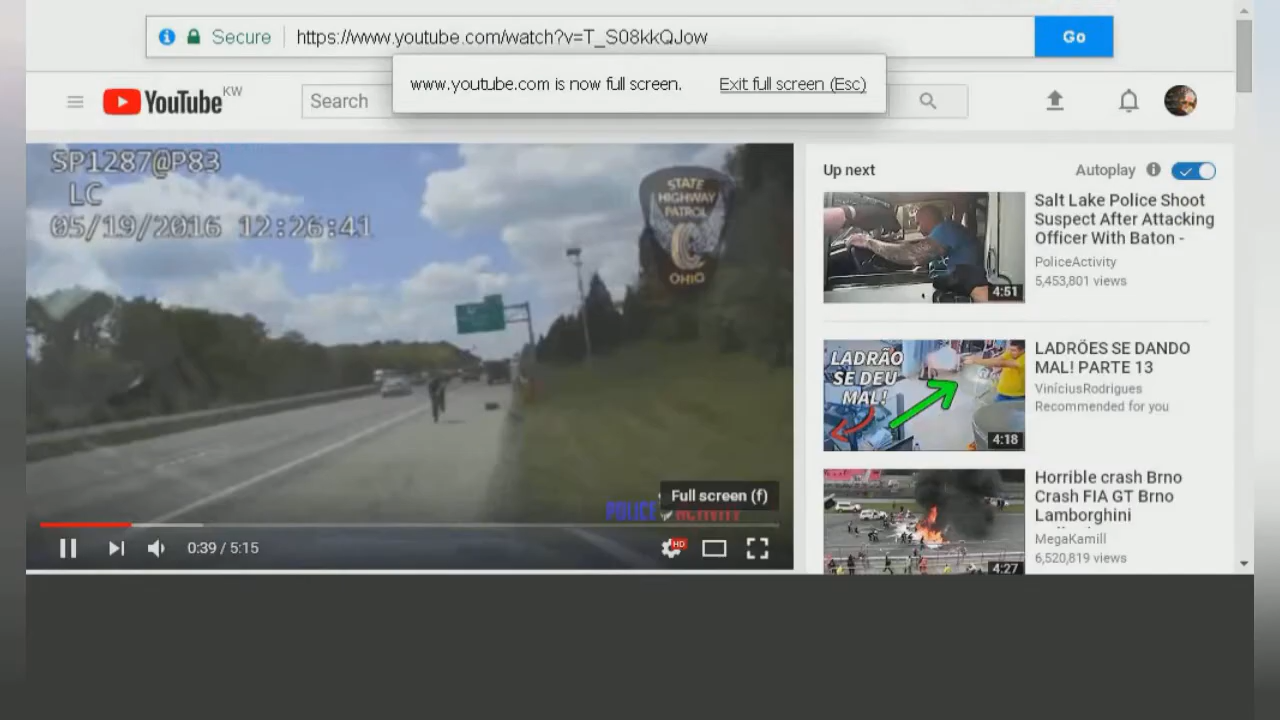 Secure
https://www.youtube.com/watch?v=T_S08kkQJow
Go
www.youtube.com is now full screen.
Exit full screen (Esc)
YouTube KW
Search
SP1287@P83
LC
05/19/2016 12:26:41
STATE
HIGHWAY
PATROL
OHIO
Full screen (f)
POLICE ACTIVITY
0:39 / 5:15
HD
Up next
Autoplay
Salt Lake Police Shoot
Suspect After Attacking
Officer With Baton -
PoliceActivity
5,453,801 views
4:51
LADRÃO
SE DEU
MAL!
4:18
LADRÕES SE DANDO
MAL! PARTE 13
ViníciusRodrigues
Recommended for you
Horrible crash Brno
Crash FIA GT Brno
Lamborghini
MegaKamill
6,520,819 views
4:27